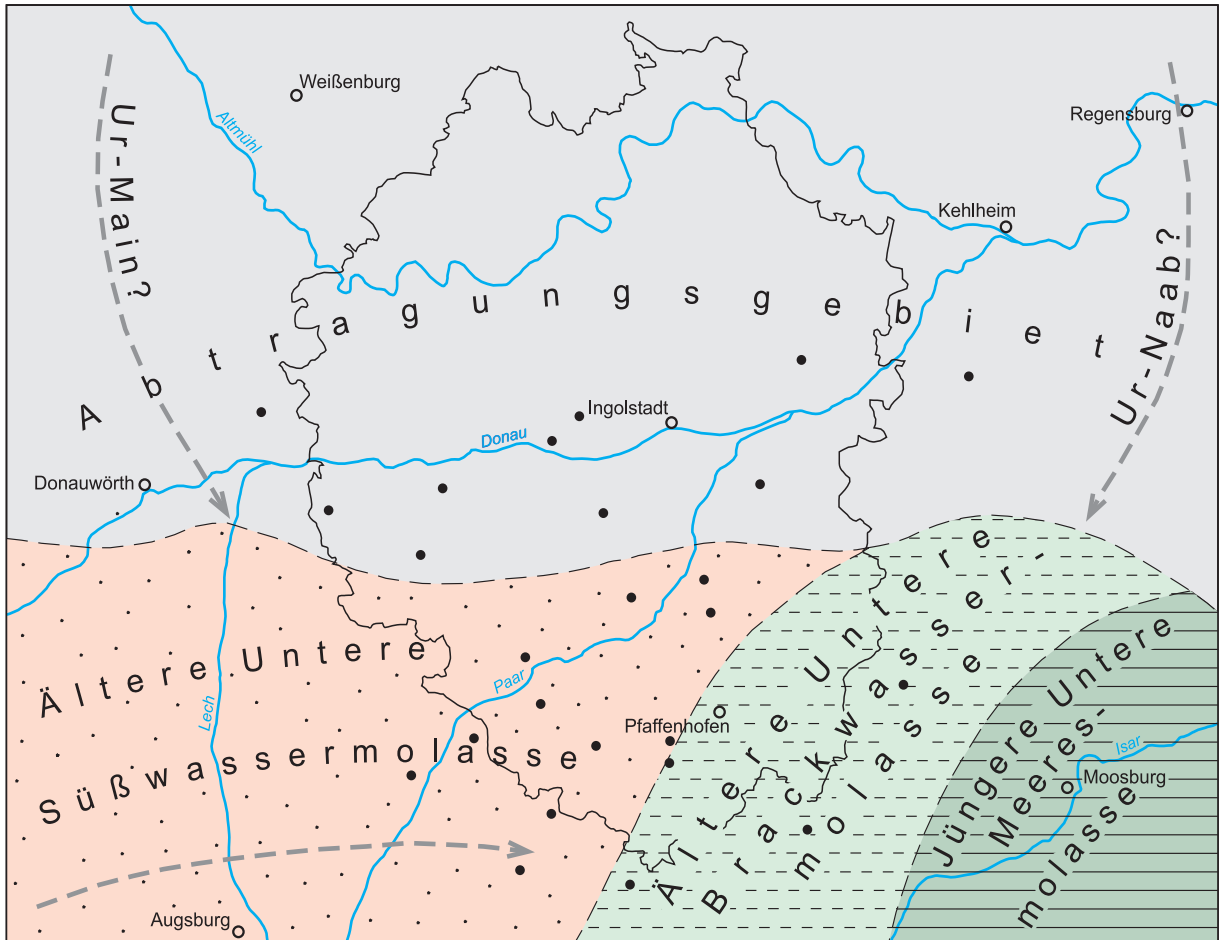 Weißenburg
Altmühl
Regensburg
Ur-Main?
Ur-Naab?
Kehlheim
Abtragungsgebiet
Ingolstadt
Donau
Donauwörth
Ältere Untere
Süßwassermolasse
Lech
Paar
Pfaffenhofen
Ältere Untere
Brackwasser-
molasse
Jüngere Untere
Meeres-
molasse
Isar
Moosburg
Augsburg